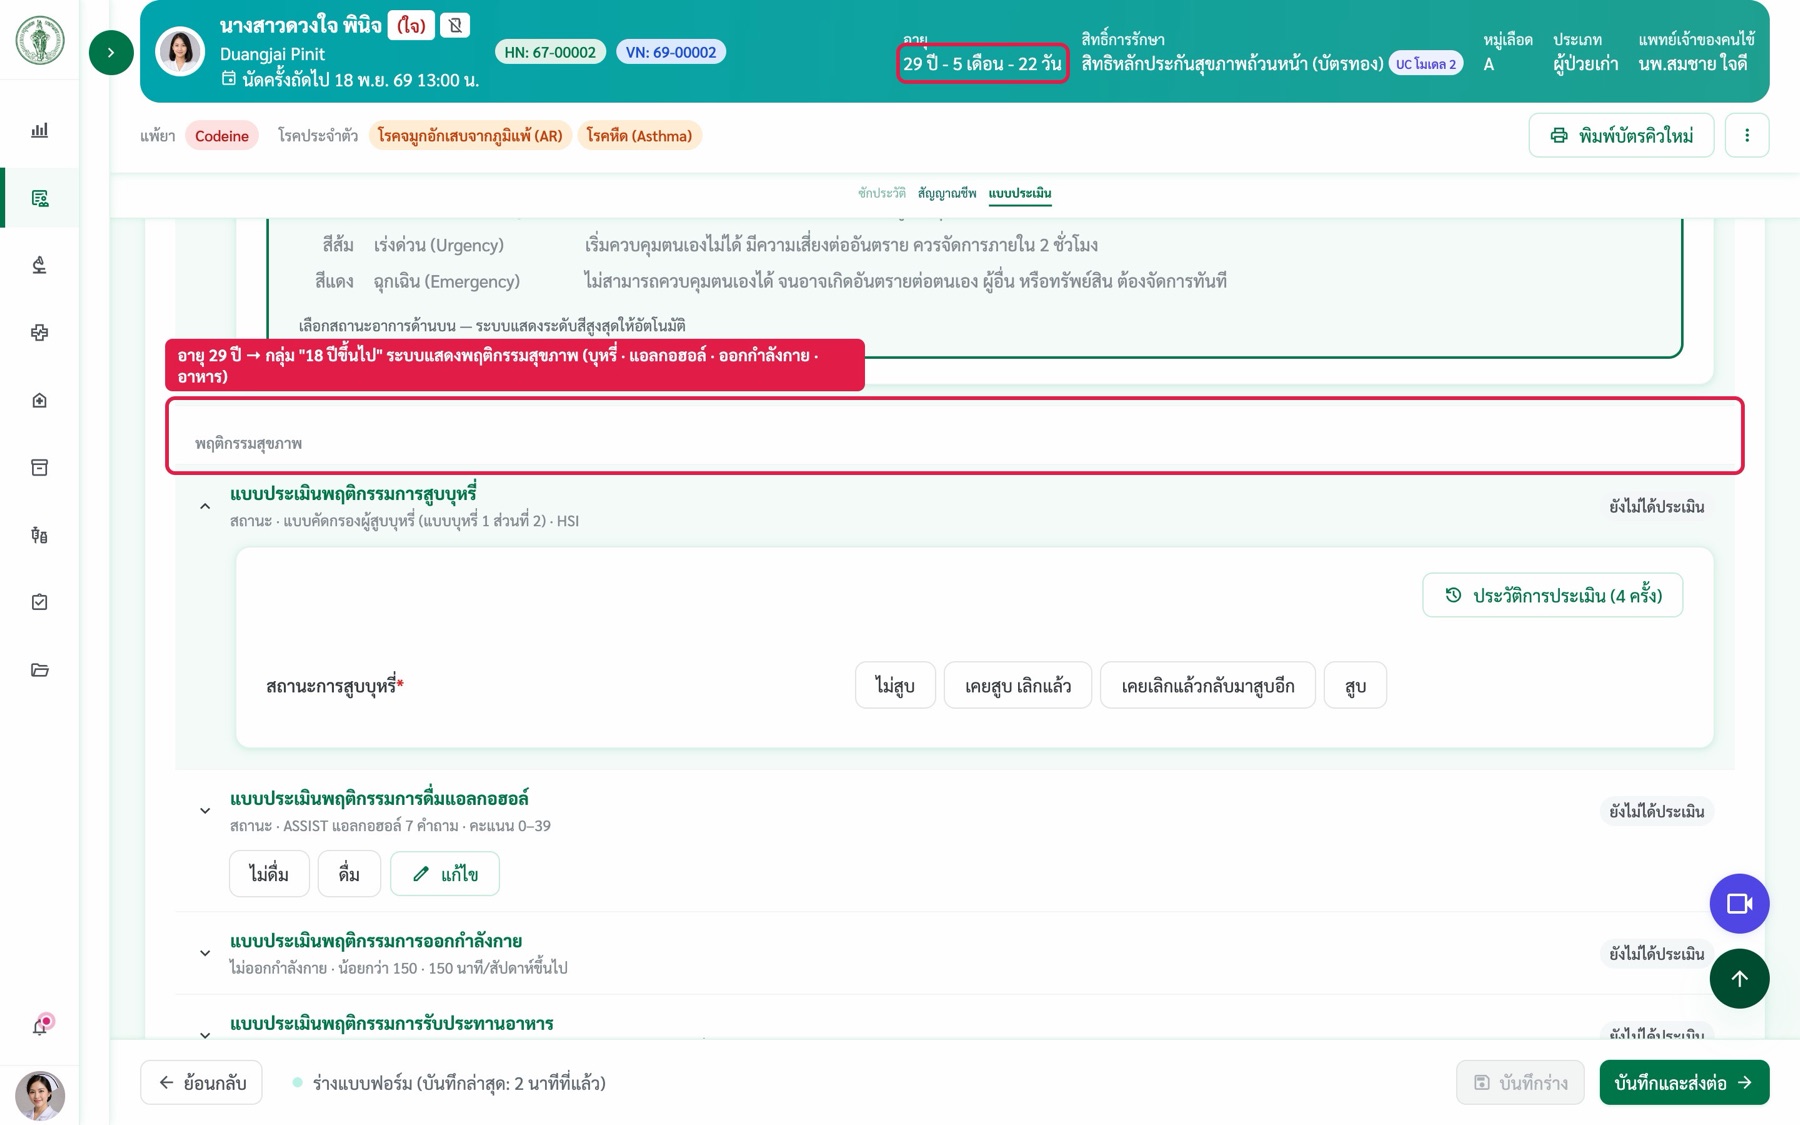 นางสาวดวงใจ พินิจ (ใจ)
Duangjai Pinit
นัดครั้งถัดไป 18 พ.ย. 69 13:00 น.
HN: 67-00002 VN: 69-00002
อายุ
29 ปี - 5 เดือน - 22 วัน
สิทธิ์การรักษา
สิทธิหลักประกันสุขภาพถ้วนหน้า (บัตรทอง) UC โมเดล 2
หมู่เลือด
A
ประเภท
ผู้ป่วยเก่า
แพทย์เจ้าของคนไข้
นพ.สมชาย ใจดี
แพ้ยา Codeine โรคประจำตัว โรคจมูกอักเสบจากภูมิแพ้ (AR) โรคหืด (Asthma)
พิมพ์บัตรคิวใหม่
ซักประวัติ สัญญาณชีพ แบบประเมิน
สีส้ม เร่งด่วน (Urgency) เริ่มควบคุมตนเองไม่ได้ มีความเสี่ยงต่ออันตราย ควรจัดการภายใน 2 ชั่วโมง
สีแดง ฉุกเฉิน (Emergency) ไม่สามารถควบคุมตนเองได้ จนอาจเกิดอันตรายต่อตนเอง ผู้อื่น หรือทรัพย์สิน ต้องจัดการทันที
เลือกสถานะอาการด้านบน — ระบบแสดงระดับสีสูงสุดให้อัตโนมัติ
อายุ 29 ปี → กลุ่ม "18 ปีขึ้นไป" ระบบแสดงพฤติกรรมสุขภาพ (บุหรี่ · แอลกอฮอล์ · ออกกำลังกาย ·
อาหาร)
พฤติกรรมสุขภาพ
แบบประเมินพฤติกรรมการสูบบุหรี่
สถานะ · แบบคัดกรองผู้สูบบุหรี่ (แบบบุหรี่ 1 ส่วนที่ 2) · HSI
ยังไม่ได้ประเมิน
ประวัติการประเมิน (4 ครั้ง)
สถานะการสูบบุหรี่* ไม่สูบ เคยสูบ เลิกแล้ว เคยเลิกแล้วกลับมาสูบอีก สูบ
แบบประเมินพฤติกรรมการดื่มแอลกอฮอล์
สถานะ · ASSIST แอลกอฮอล์ 7 คำถาม · คะแนน 0–39
ยังไม่ได้ประเมิน
ไม่ดื่ม ดื่ม แก้ไข
แบบประเมินพฤติกรรมการออกกำลังกาย
ไม่ออกกำลังกาย · น้อยกว่า 150 · 150 นาที/สัปดาห์ขึ้นไป
ยังไม่ได้ประเมิน
แบบประเมินพฤติกรรมการรับประทานอาหาร
ยังไม่ได้ประเมิน
ย้อนกลับ ร่างแบบฟอร์ม (บันทึกล่าสุด: 2 นาทีที่แล้ว) บันทึกร่าง บันทึกและส่งต่อ